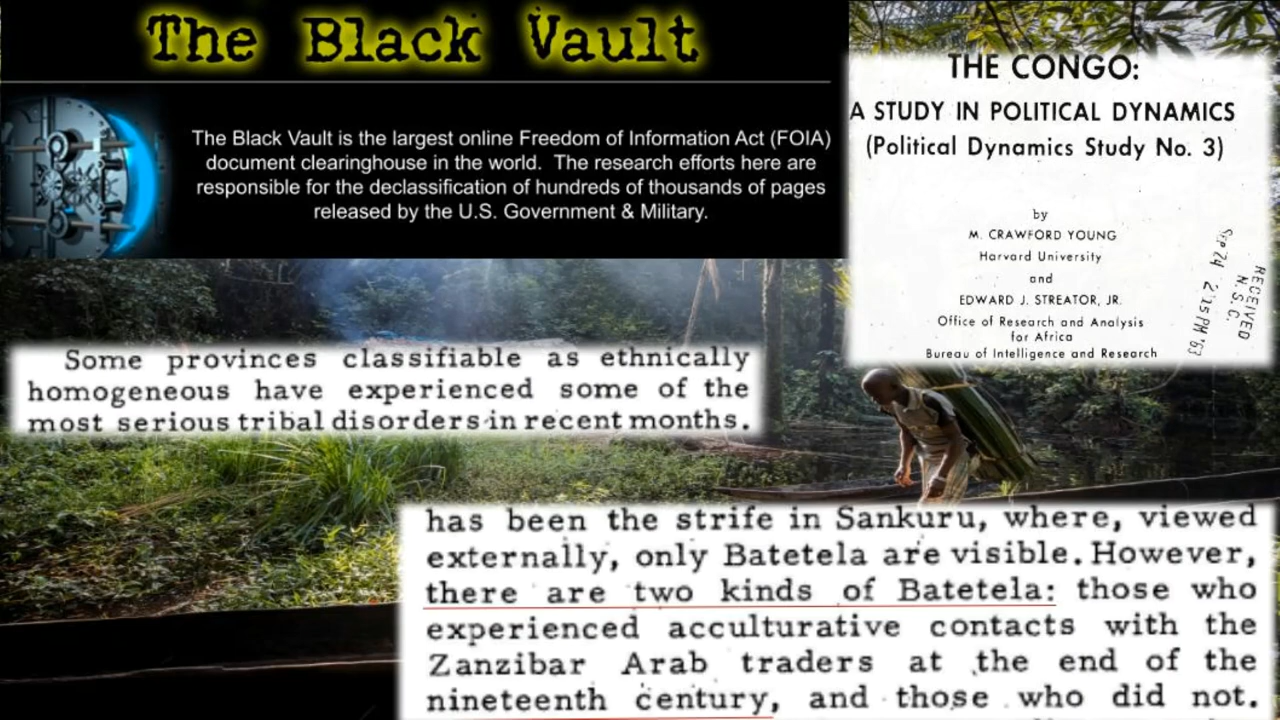 The Black Vault
The Black Vault is the largest online Freedom of Information Act (FOIA)
document clearinghouse in the world. The research efforts here are
responsible for the declassification of hundreds of thousands of pages
released by the U.S. Government & Military.
THE CONGO:
A STUDY IN POLITICAL DYNAMICS
(Political Dynamics Study No. 3)
by
M. CRAWFORD YOUNG
Harvard University
and
EDWARD J. STREATOR, JR.
Office of Research and Analysis
for Africa
Bureau of Intelligence and Research
RECEIVED
N.S.C.
SEP 24 2 15 PM '63
Some provinces classifiable as ethnically
homogeneous have experienced some of the
most serious tribal disorders in recent months.
has been the strife in Sankuru, where, viewed
externally, only Batetela are visible. However,
there are two kinds of Batetela: those who
experienced acculturative contacts with the
Zanzibar Arab traders at the end of the
nineteenth century, and those who did not.